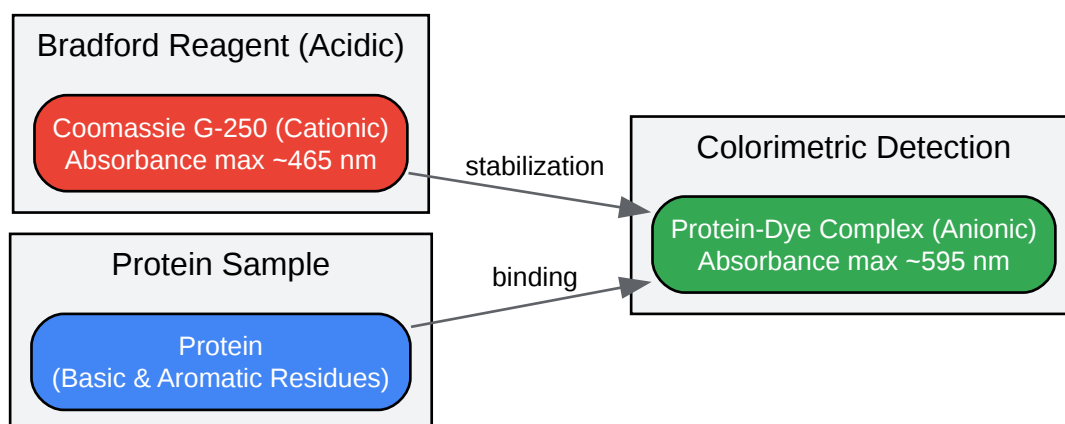 Bradford Reagent (Acidic)
Coomassie G-250 (Cationic)
Absorbance max ~465 nm
stabilization
Protein Sample
Protein
(Basic & Aromatic Residues)
binding
Colorimetric Detection
Protein-Dye Complex (Anionic)
Absorbance max ~595 nm